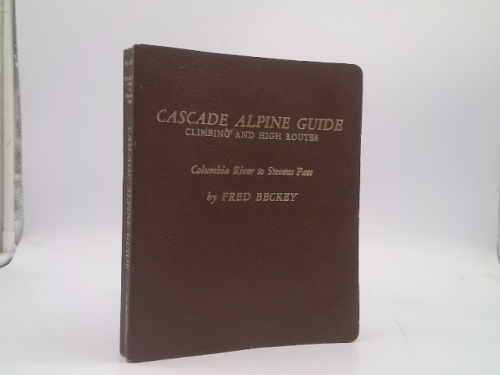 CASCADE ALPINE GUIDE
CLIMBING AND HIGH ROUTES
Columbia River to Stevens Pass
by FRED BECKEY
CASCADE ALPINE GUIDE